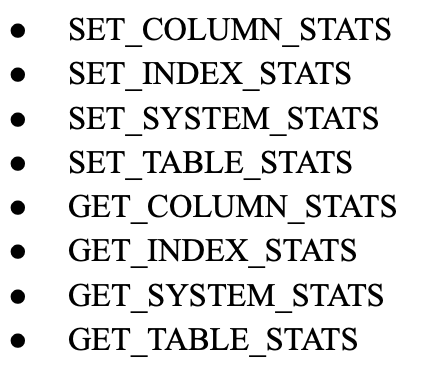 ● SET_COLUMN_STATS
● SET_INDEX_STATS
● SET_SYSTEM_STATS
● SET_TABLE_STATS
● GET_COLUMN_STATS
● GET_INDEX_STATS
● GET_SYSTEM_STATS
● GET_TABLE_STATS